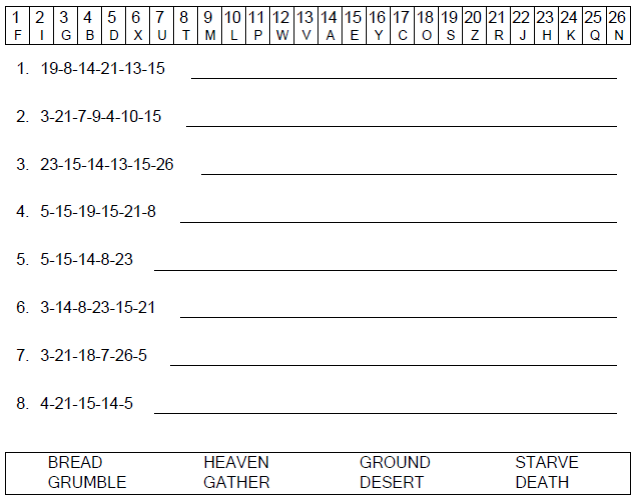 1 2 3 4 5 6 7 8 9 10 11 12 13 14 15 16 17 18 19 20 21 22 23 24 25 26
F I G B D X U T M L P W V A E Y C O S Z R J H K Q N
1. 19-8-14-21-13-15
2. 3-21-7-9-4-10-15
3. 23-15-14-13-15-26
4. 5-15-19-15-21-8
5. 5-15-14-8-23
6. 3-14-8-23-15-21
7. 3-21-18-7-26-5
8. 4-21-15-14-5
BREAD HEAVEN GROUND STARVE
GRUMBLE GATHER DESERT DEATH